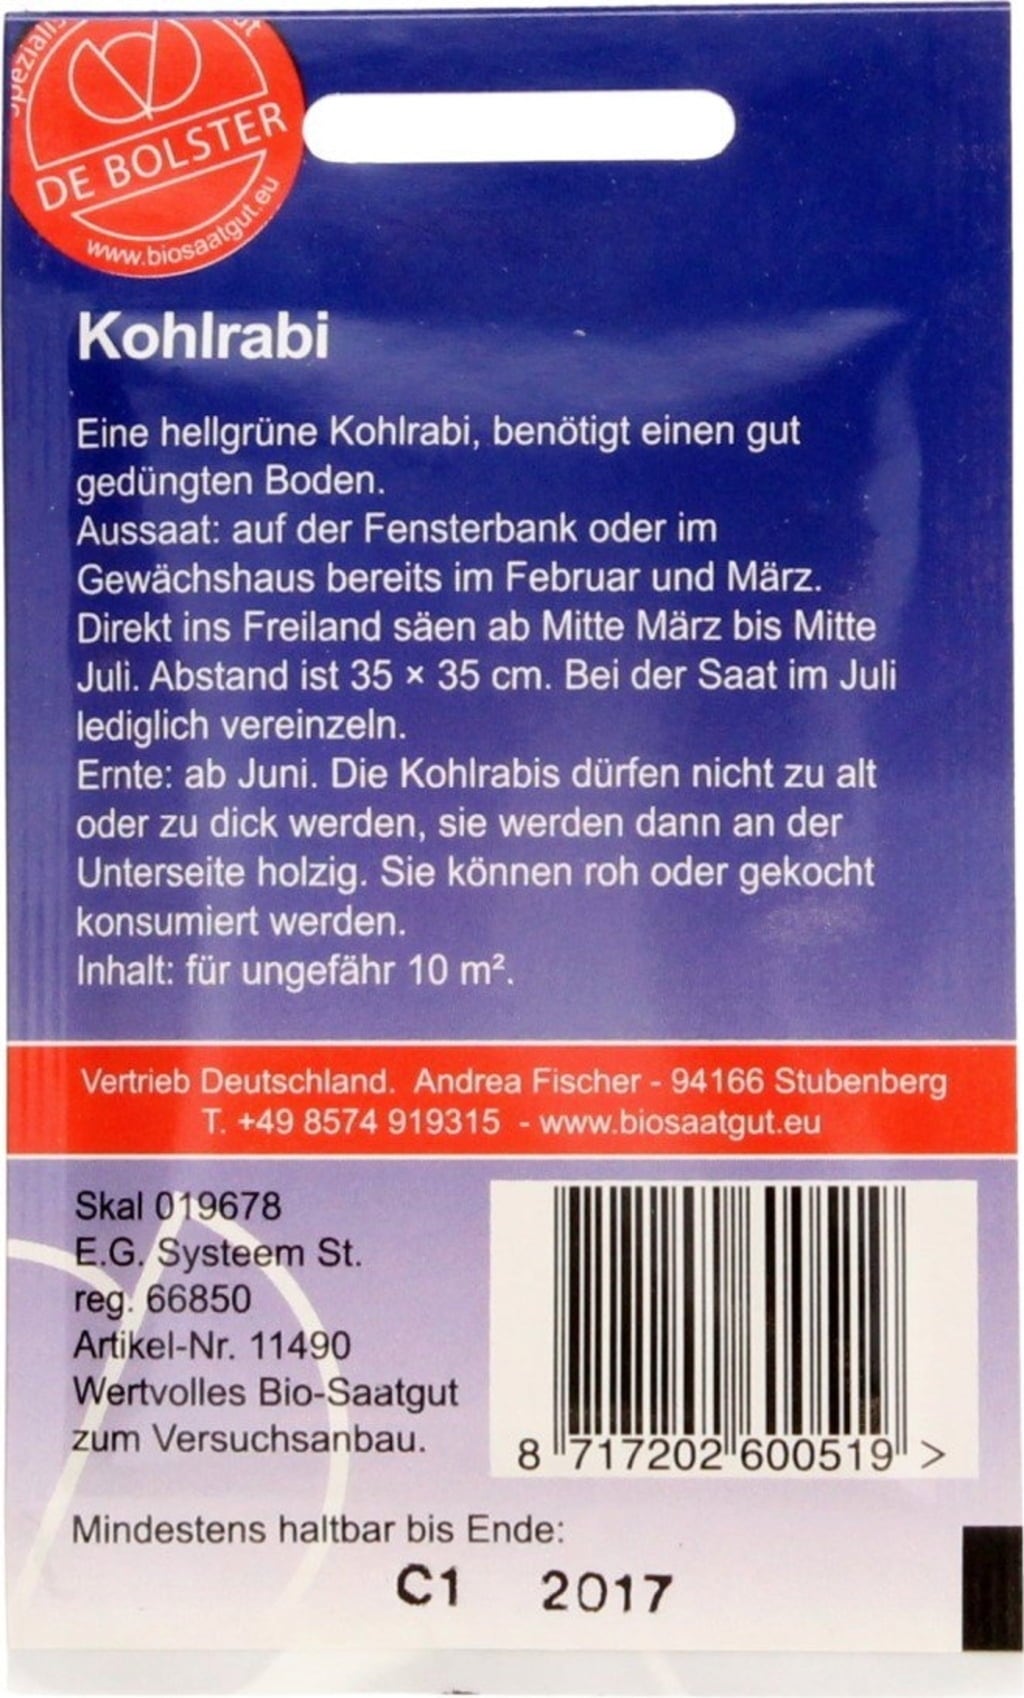 DE BOLSTER
www.biosaatgut.eu
Kohlrabi
Eine hellgrüne Kohlrabi, benötigt einen gut
gedüngten Boden.
Aussaat: auf der Fensterbank oder im
Gewächshaus bereits im Februar und März.
Direkt ins Freiland säen ab Mitte März bis Mitte
Juli. Abstand ist 35 × 35 cm. Bei der Saat im Juli
lediglich vereinzeln.
Ernte: ab Juni. Die Kohlrabis dürfen nicht zu alt
oder zu dick werden, sie werden dann an der
Unterseite holzig. Sie können roh oder gekocht
konsumiert werden.
Inhalt: für ungefähr 10 m².
Vertrieb Deutschland. Andrea Fischer - 94166 Stubenberg
T. +49 8574 919315 - www.biosaatgut.eu
Skal 019678
E.G. Systeem St.
reg. 66850
Artikel-Nr. 11490
Wertvolles Bio-Saatgut
zum Versuchsanbau.
8 717202 600519 >
Mindestens haltbar bis Ende:
C1 2017